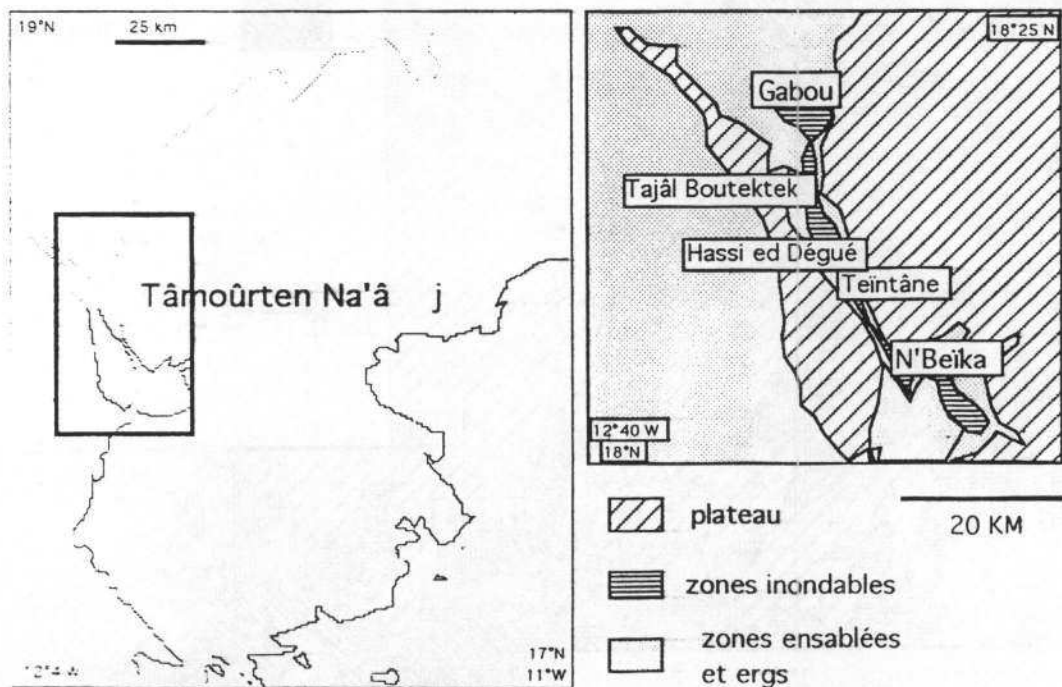 19°N
25 km
Tâmoûrten Na'â j
17°N
11°W
18°25 N
Gabou
Tajâl Boutektek
Hassi ed Dégué
Teïntâne
N'Beïka
12°40 W
18°N
plateau
20 KM
zones inondables
zones ensablées
et ergs